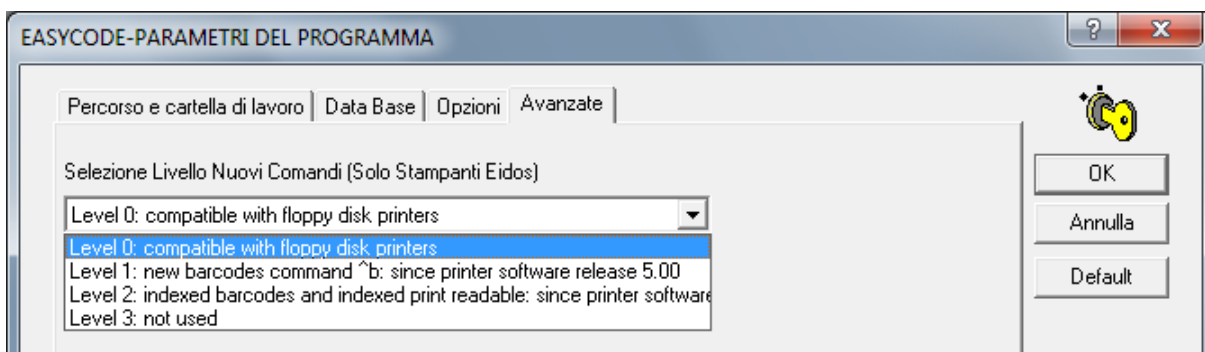 EASYCODE-PARAMETRI DEL PROGRAMMA
Percorso e cartella di lavoro Data Base Opzioni Avanzate
Selezione Livello Nuovi Comandi (Solo Stampanti Eidos)
OK
Level 0: compatible with floppy disk printers
Annulla
Level 0: compatible with floppy disk printers
Level 1: new barcodes command ^b: since printer software release 5.00
Default
Level 2: indexed barcodes and indexed print readable: since printer software
Level 3: not used